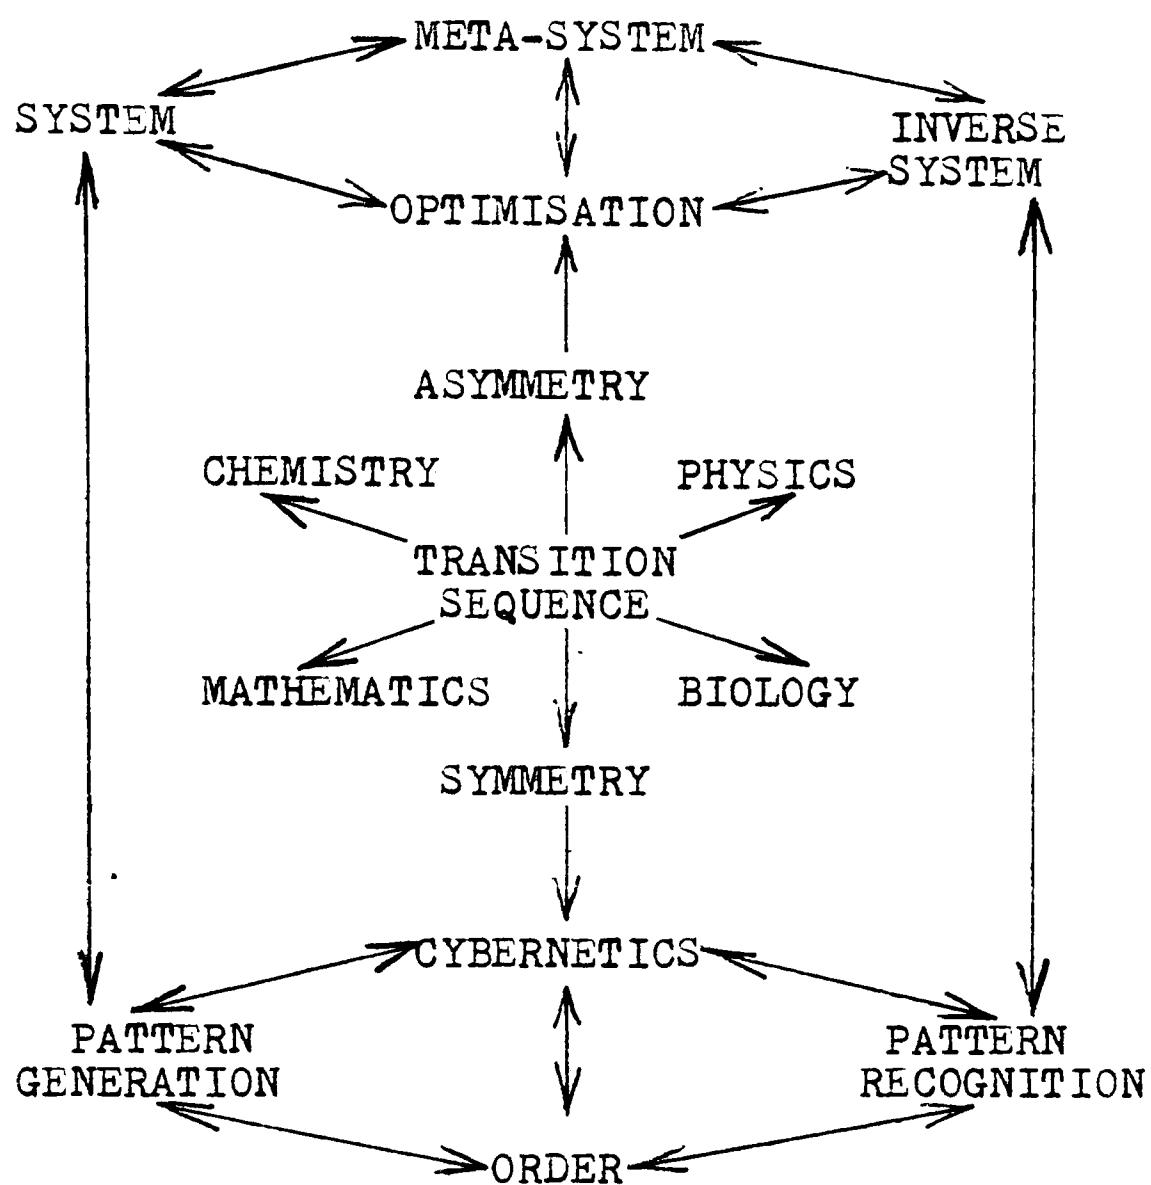 META-SYSTEM
SYSTEM
INVERSE
SYSTEM
OPTIMISATION
ASYMMETRY
CHEMISTRY
PHYSICS
TRANSITION
SEQUENCE
MATHEMATICS
BIOLOGY
SYMMETRY
CYBERNETICS
PATTERN
GENERATION
PATTERN
RECOGNITION
ORDER